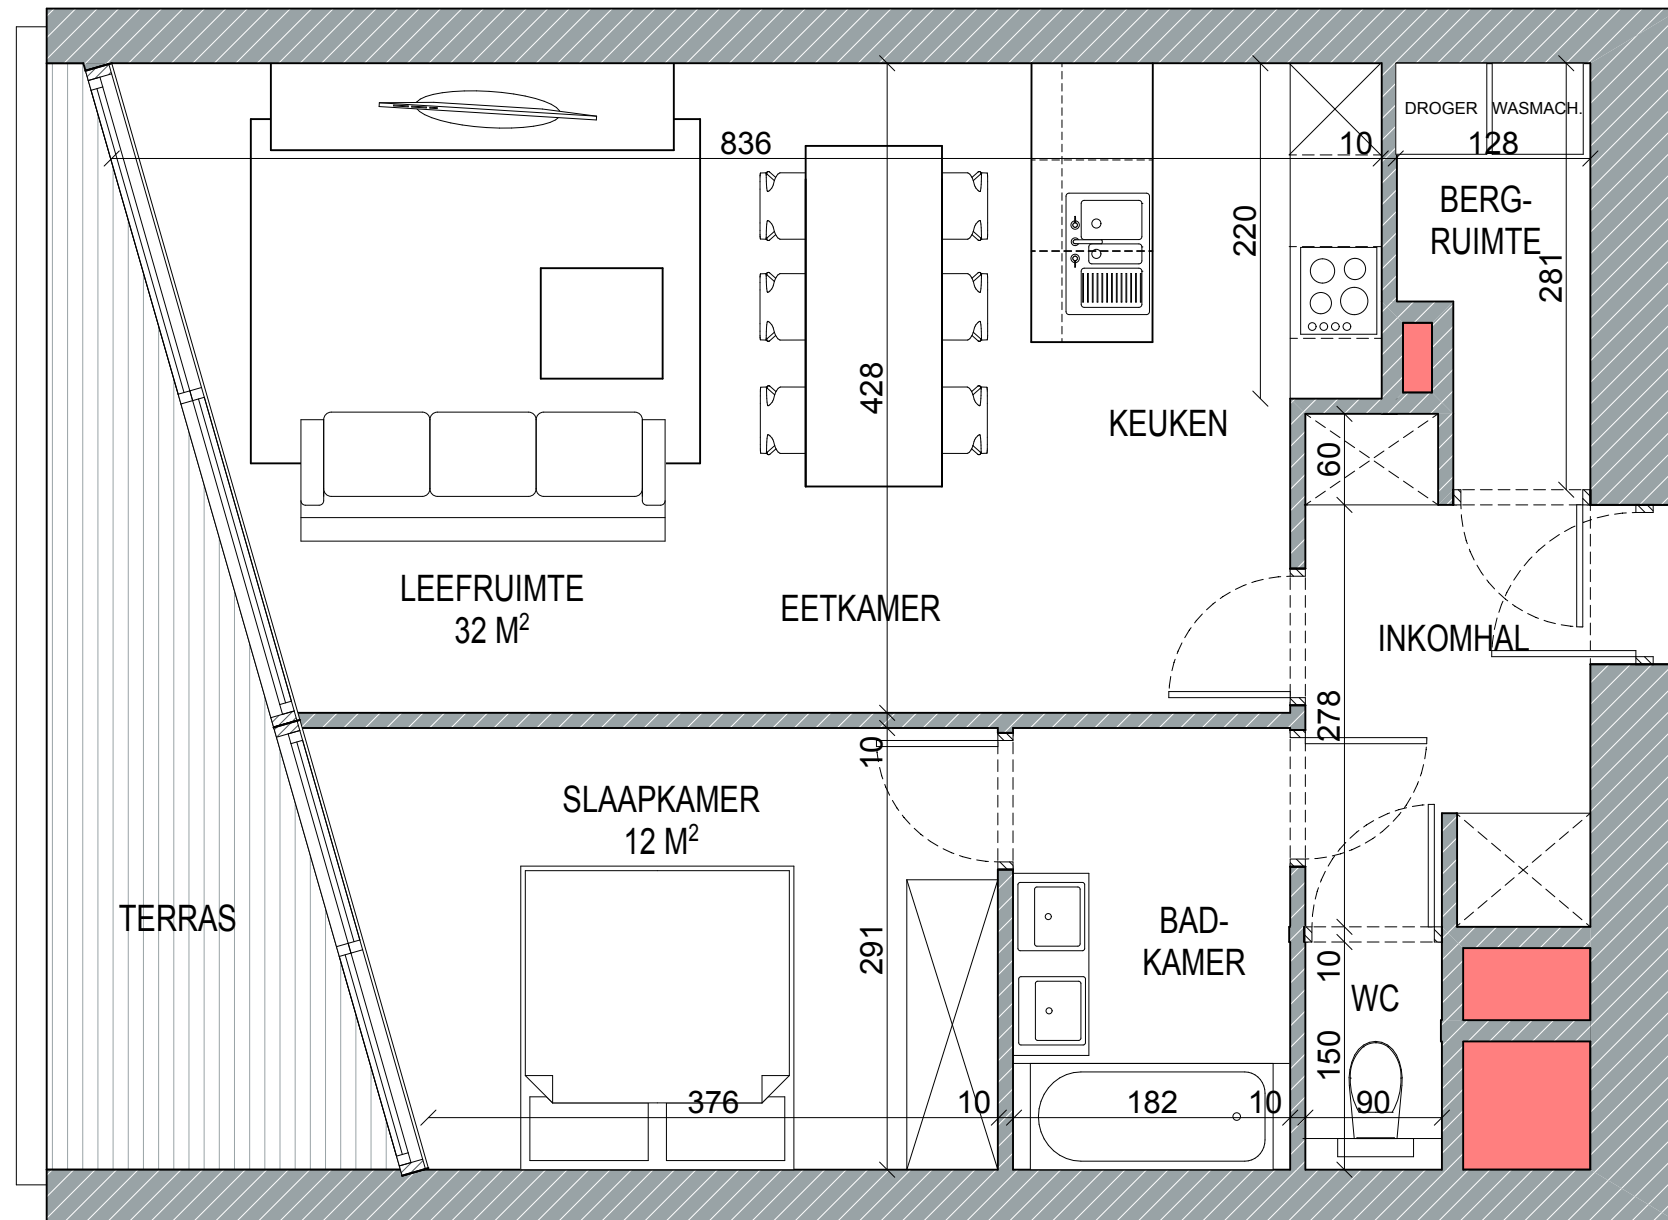 DROGER WASMACH.
836
10
128
BERG-
RUIMTE
220
281
428
KEUKEN
60
LEEFRUIMTE
32 M²
EETKAMER
INKOMHAL
278
10
SLAAPKAMER
12 M²
TERRAS
291
BAD-
KAMER
10
WC
150
376
10
182
10
90